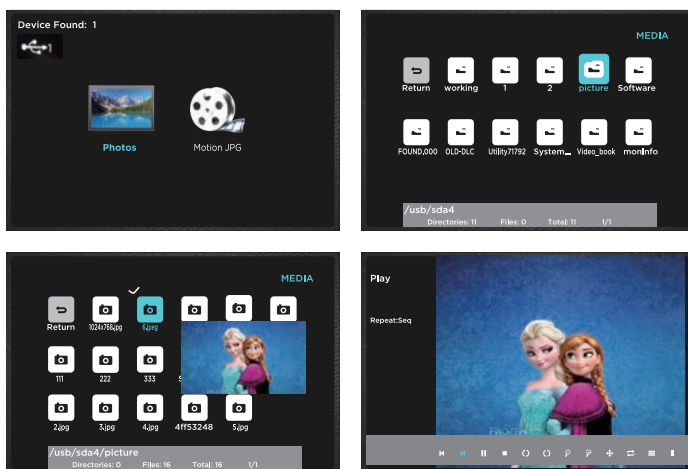 Device Found: 1
1
Photos Motion JPG
MEDIA
Return working 1 2 picture Software
FOUND,000 OLD-DLC Utility71792 System_ Video_book monInfo
/usb/sda4
Directories: 11 Files: 0 Total: 11 1/1
MEDIA
Return 1024x768.jpg 6.jpeg
111 222 333
2.jpg 3.jpg 4.jpg 4ff53248 5.jpg
/usb/sda4/picture
Directories: 0 Files: 16 Total: 16 1/1
Play
Repeat:Seq
FROZEN